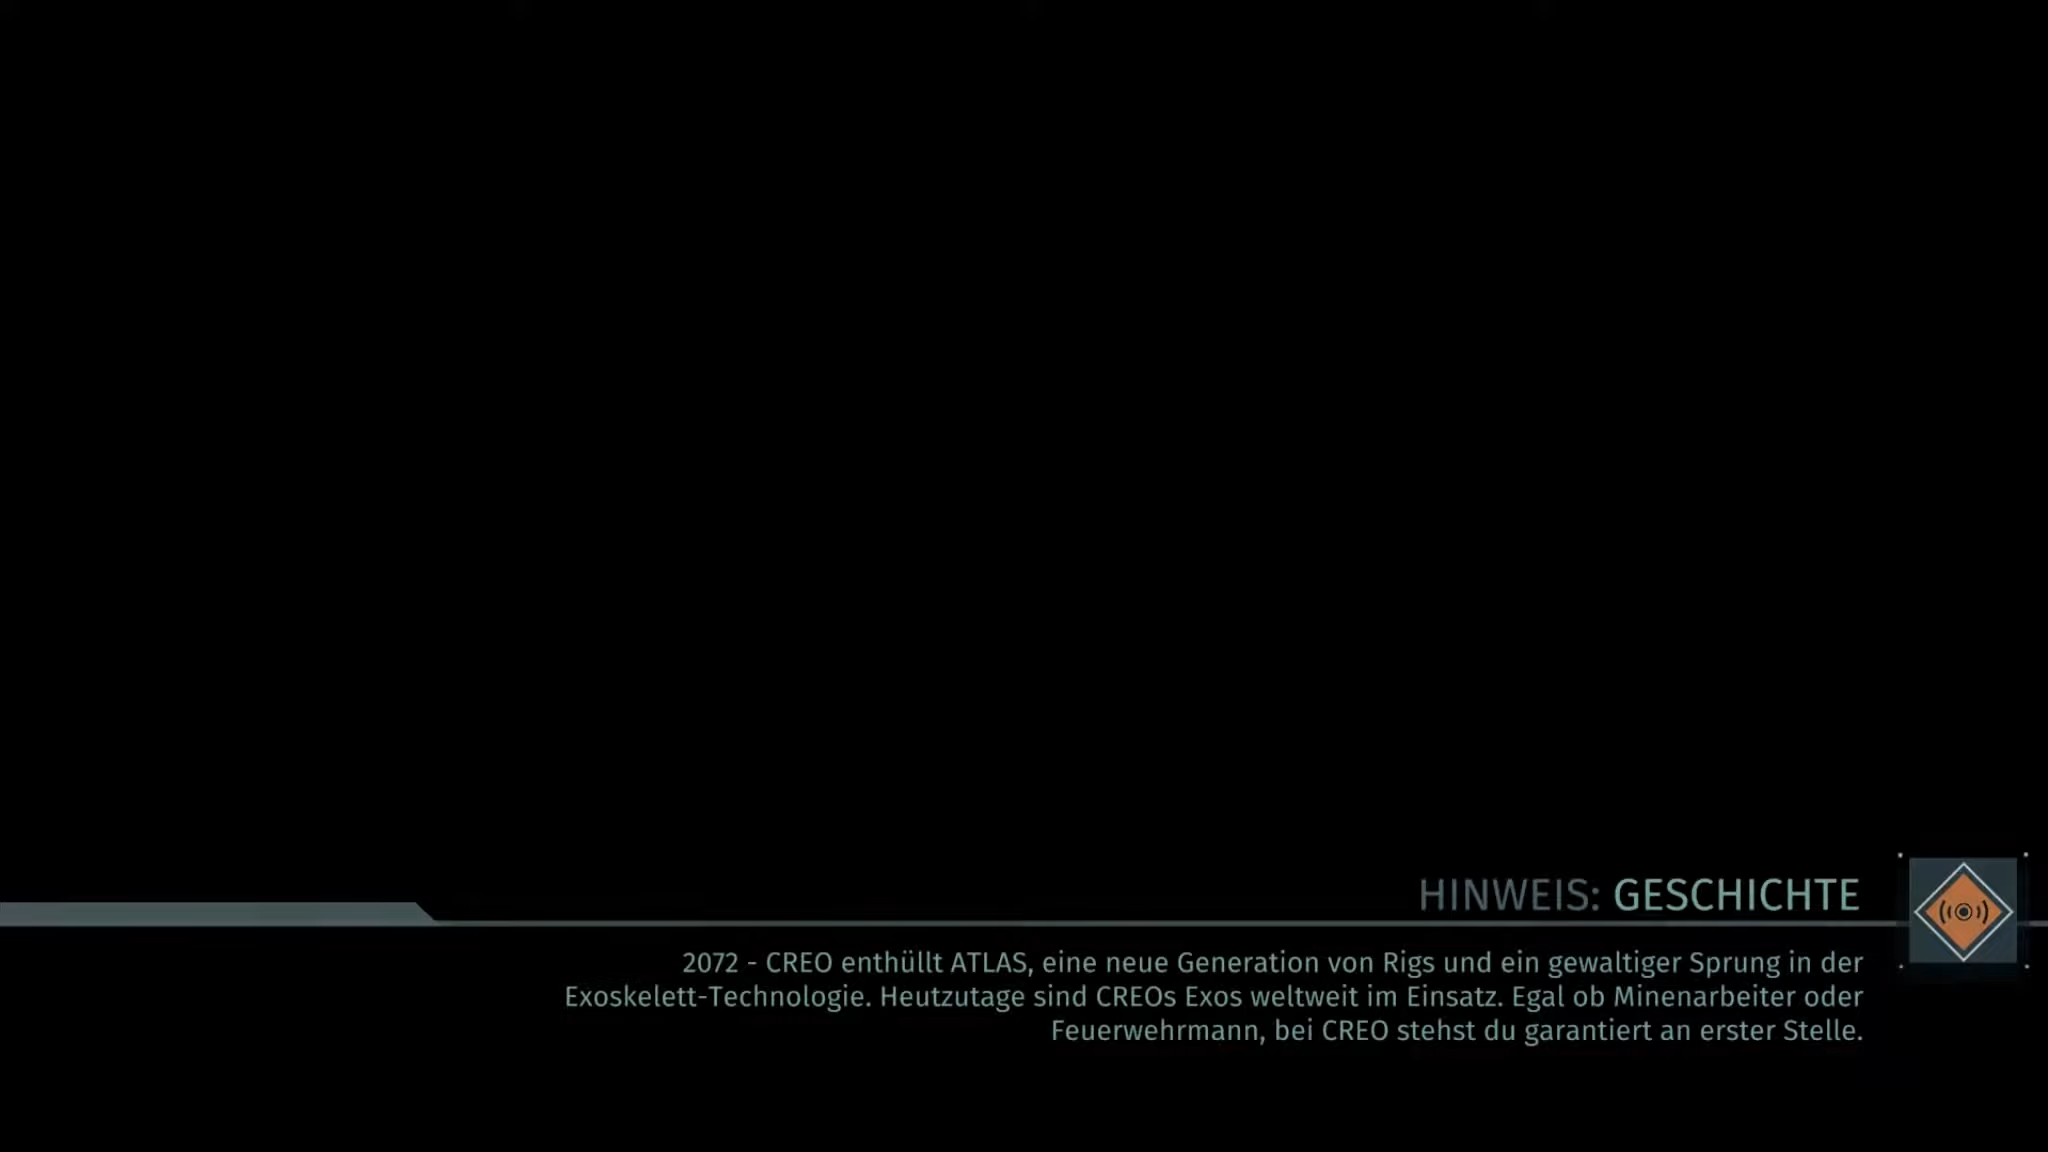 HINWEIS: GESCHICHTE
2072 - CREO enthüllt ATLAS, eine neue Generation von Rigs und ein gewaltiger Sprung in der
Exoskelett-Technologie. Heutzutage sind CREOs Exos weltweit im Einsatz. Egal ob Minenarbeiter oder
Feuerwehrmann, bei CREO stehst du garantiert an erster Stelle.